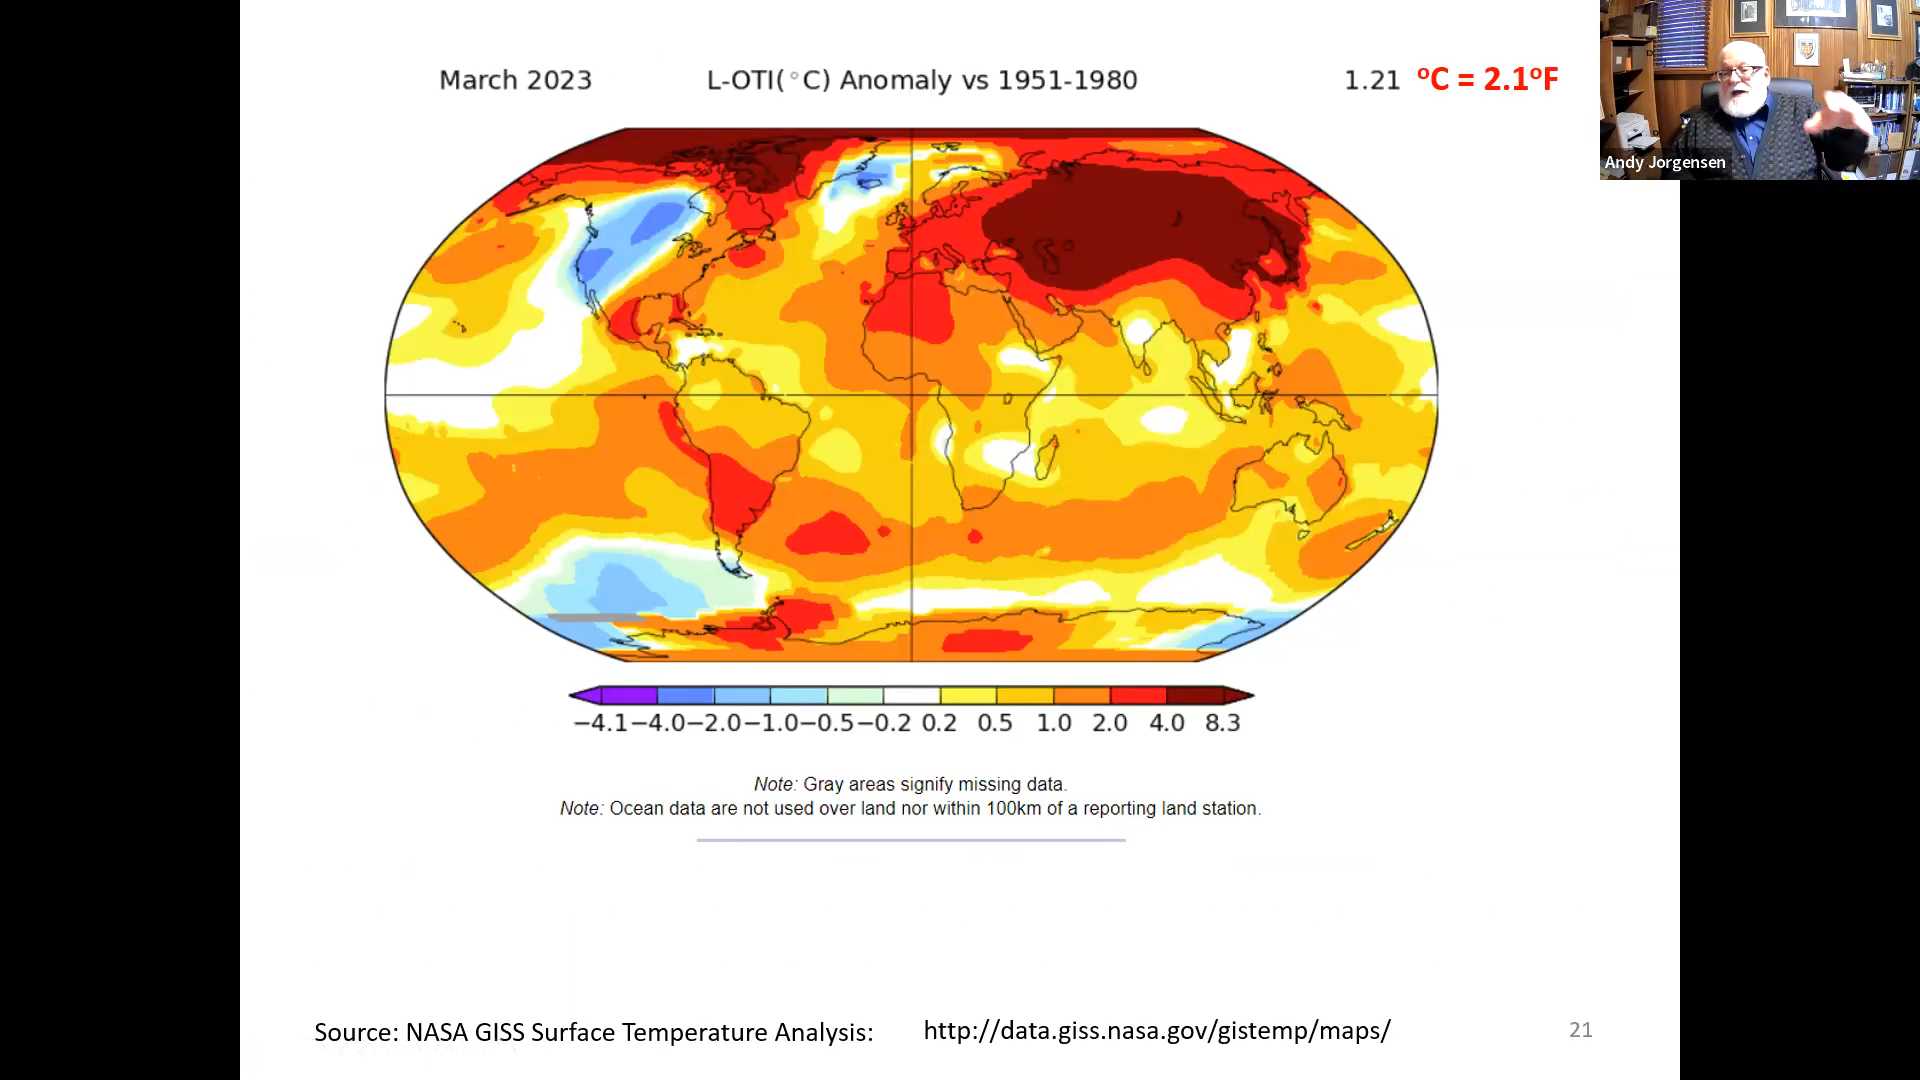 March 2023 L-OTI(°C) Anomaly vs 1951-1980 1.21 ᵒC = 2.1ᵒF
Andy Jorgensen
−4.1−4.0−2.0−1.0−0.5−0.2 0.2 0.5 1.0 2.0 4.0 8.3
Note: Gray areas signify missing data.
Note: Ocean data are not used over land nor within 100km of a reporting land station.
Source: NASA GISS Surface Temperature Analysis: http://data.giss.nasa.gov/gistemp/maps/
21